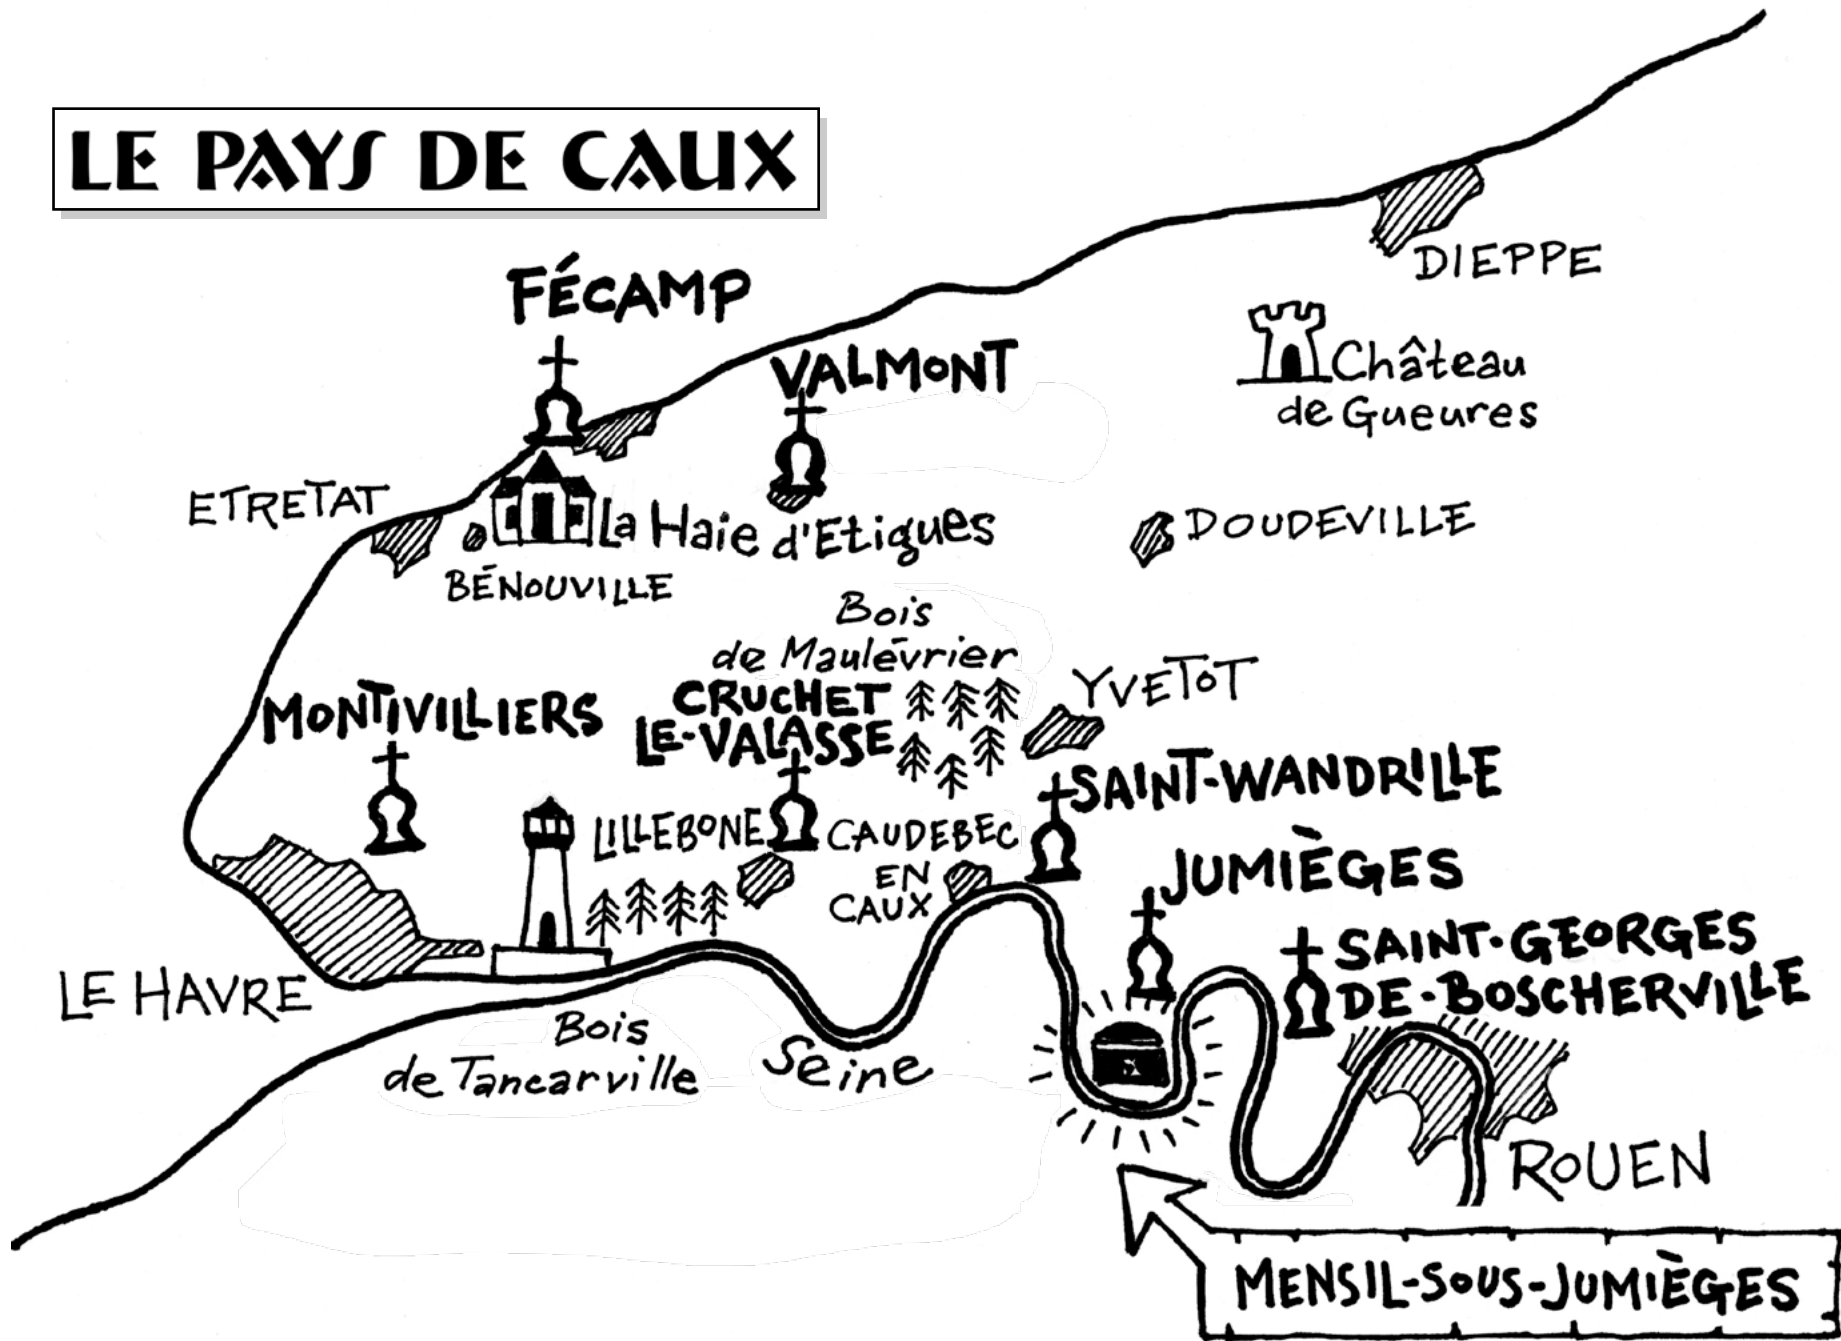 LE PAYS DE CAUX
DIEPPE
FÉCAMP
VALMONT
Château
de Gueures
ETRETAT
La Haie d'Etigues
DOUDEVILLE
BÉNOUVILLE
Bois
de Maulévrier
YVETOT
MONTIVILLIERS
CRUCHET
LE-VALASSE
SAINT-WANDRILLE
LILLEBONE
CAUDEBEC
EN
CAUX
JUMIÈGES
SAINT-GEORGES
DE-BOSCHERVILLE
LE HAVRE
Bois
de Tancarville
Seine
ROUEN
MENSIL-SOUS-JUMIÈGES